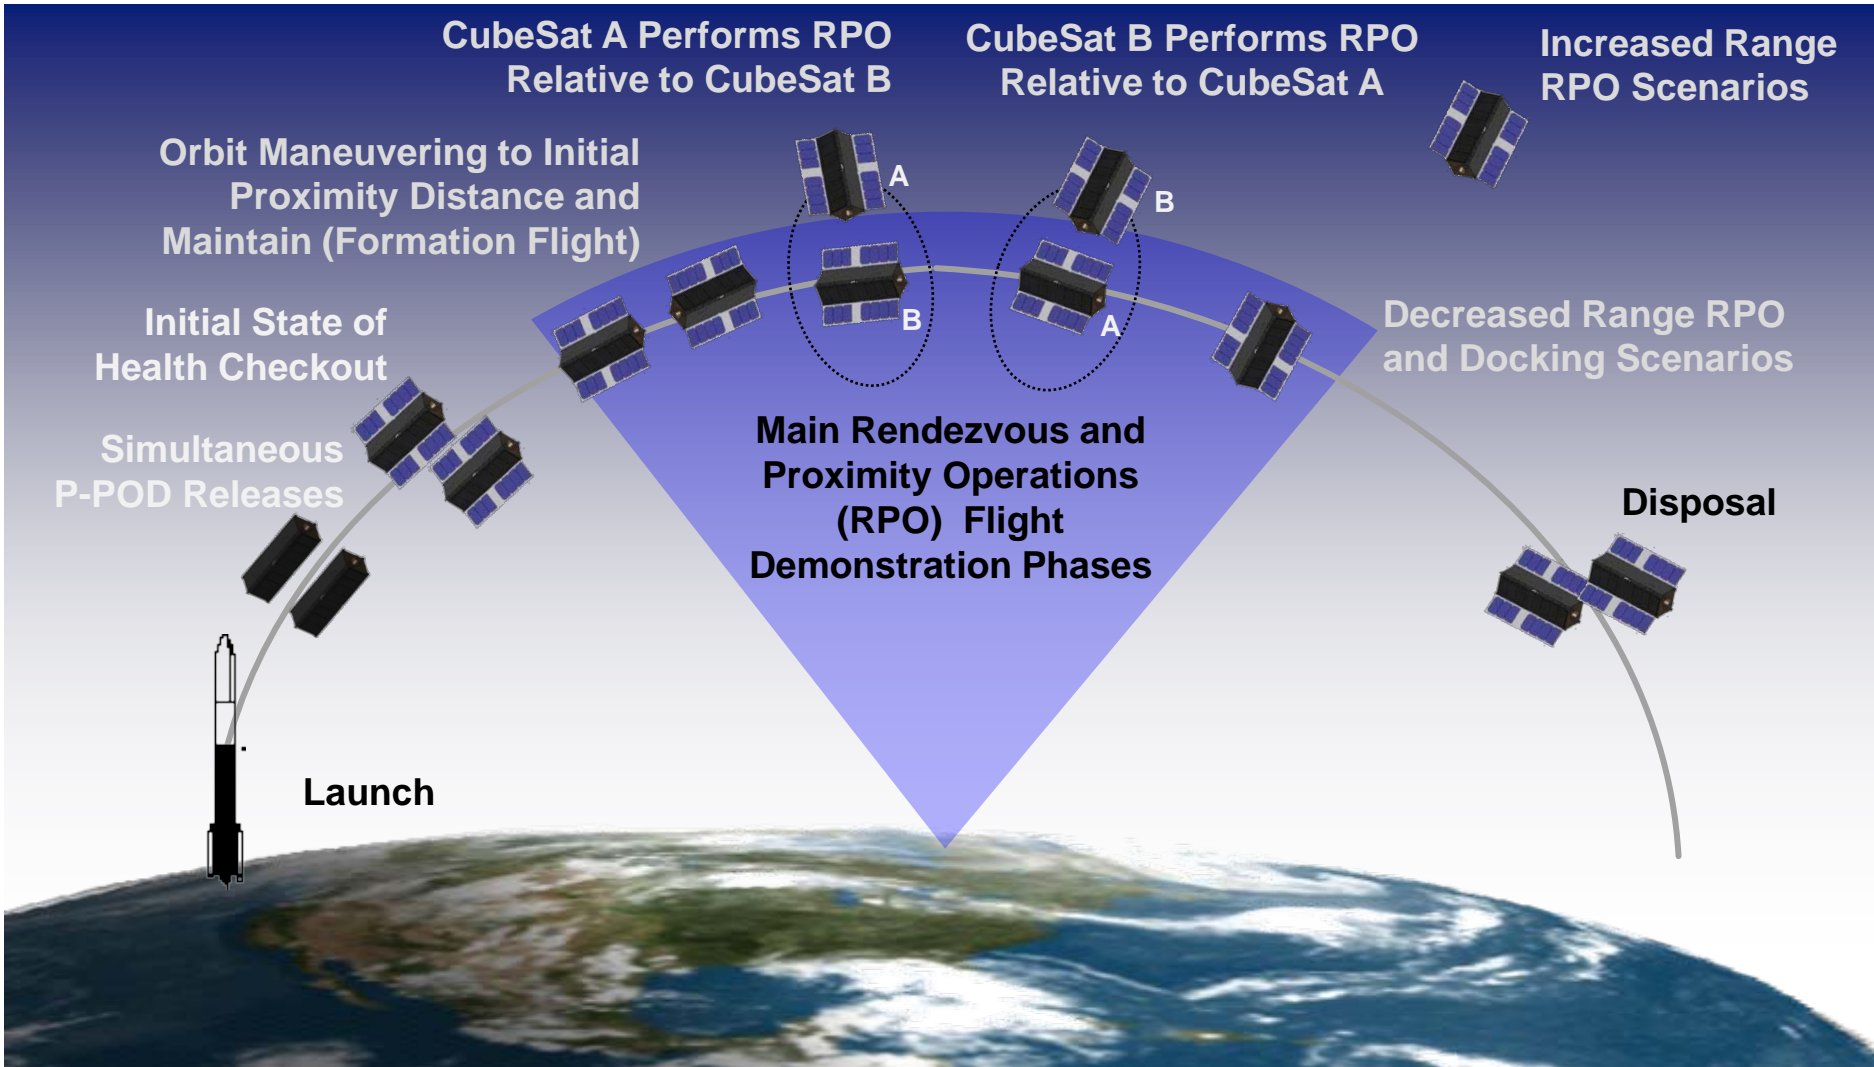 CubeSat A Performs RPO
Relative to CubeSat B
CubeSat B Performs RPO
Relative to CubeSat A
Increased Range
RPO Scenarios
Orbit Maneuvering to Initial
Proximity Distance and
Maintain (Formation Flight)
A
B
B
A
Initial State of
Health Checkout
Decreased Range RPO
and Docking Scenarios
Simultaneous
P-POD Releases
Main Rendezvous and
Proximity Operations
(RPO) Flight
Demonstration Phases
Disposal
Launch